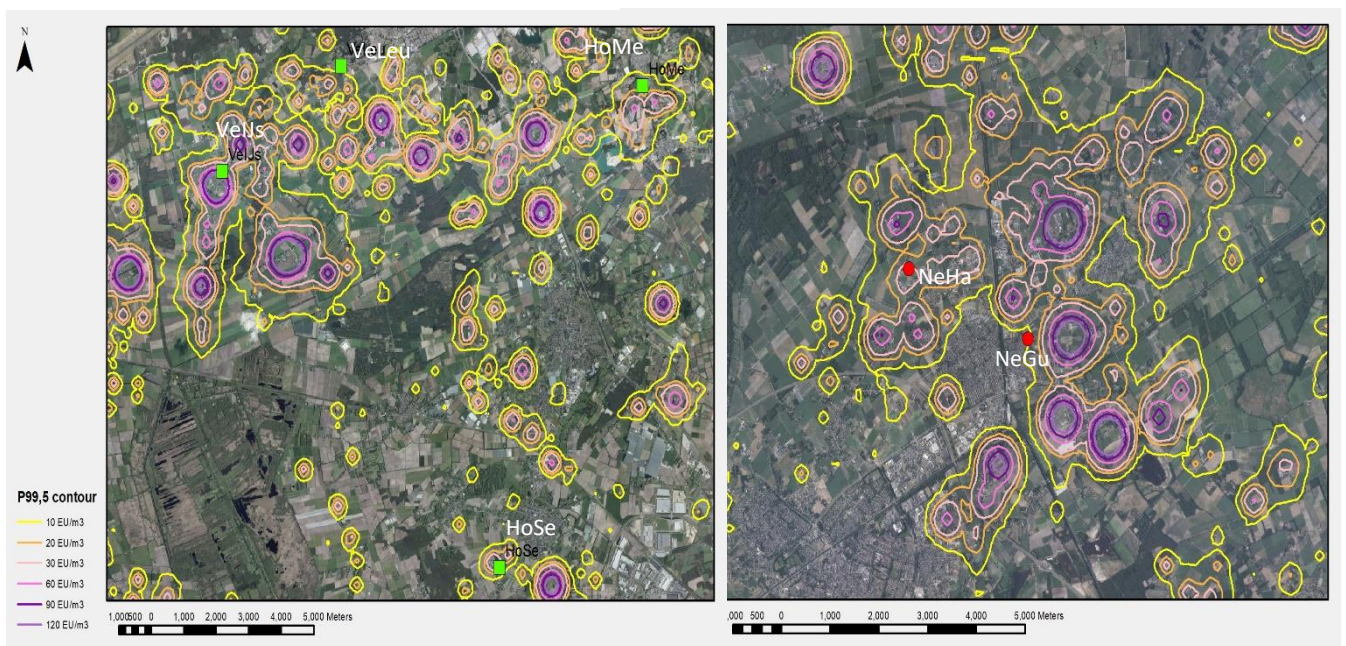 N
VeLeu
HoMe
HoMe
VeIJs
VeIJs
NeHa
NeGu
P99,5 contour
10 EU/m3
20 EU/m3
30 EU/m3
60 EU/m3
90 EU/m3
120 EU/m3
HoSe
HoSe
1,000500 0 1,000 2,000 3,000 4,000 5,000 Meters
,000 500 0 1,000 2,000 3,000 4,000 5,000 Meters